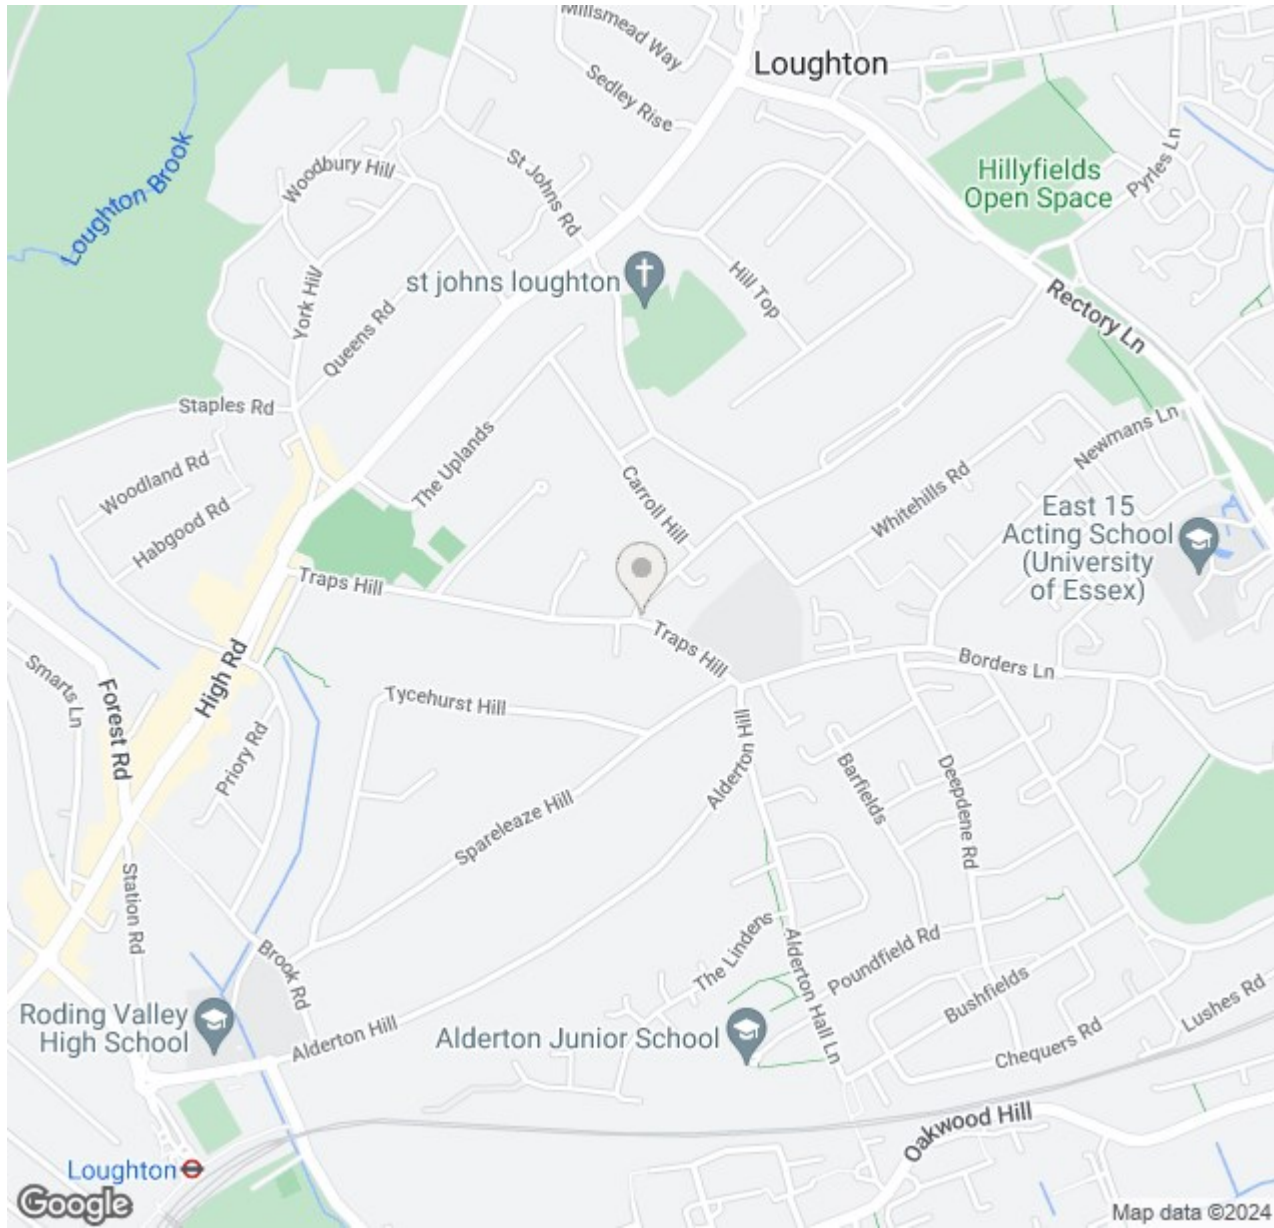 Millsmead Way
Loughton
Sedley Rise
Loughton Brook
Woodbury Hill
St Johns Rd
Hillyfields
Open Space
Pyrles Ln
st johns loughton
Hill Top
York Hill
Queens Rd
Rectory Ln
Staples Rd
Newmans Ln
The Uplands
Woodland Rd
Carroll Hill
Whitehills Rd
Habgood Rd
East 15
Acting School
(University
of Essex)
Traps Hill
Traps Hill
High Rd
Smarts Ln
Forest Rd
Borders Ln
Tycehurst Hill
Priory Rd
Alderton Hill
Barfields
Deepdene Rd
Spareleaze Hill
Station Rd
Brook Rd
The Lindens
Alderton Hall Ln
Poundfield Rd
Bushfields
Lushes Rd
Roding Valley
High School
Alderton Hill
Alderton Junior School
Chequers Rd
Oakwood Hill
Loughton
Google
Map data ©2024